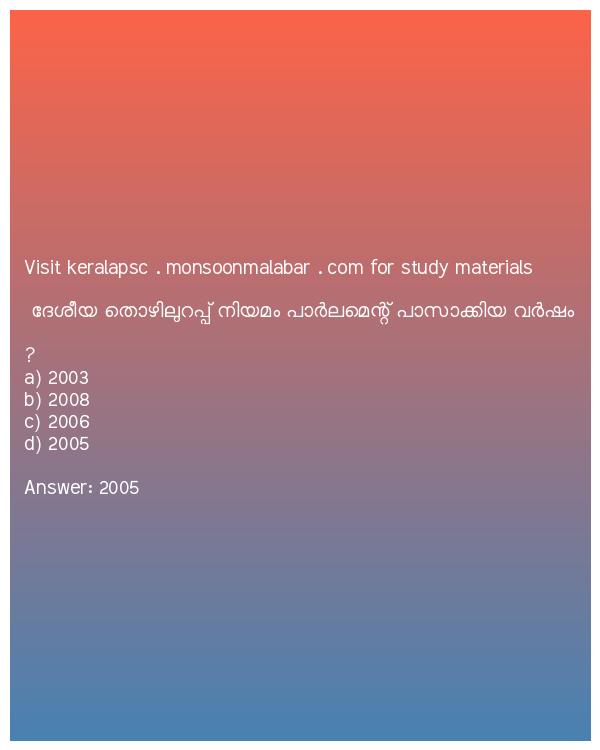 Visit keralapsc . monsoonmalabar . com for study materials
ദേശീയ തൊഴിലുറപ്പ് നിയമം പാർലമെന്റ് പാസാക്കിയ വർഷം
?
a) 2003
b) 2008
c) 2006
d) 2005
Answer: 2005